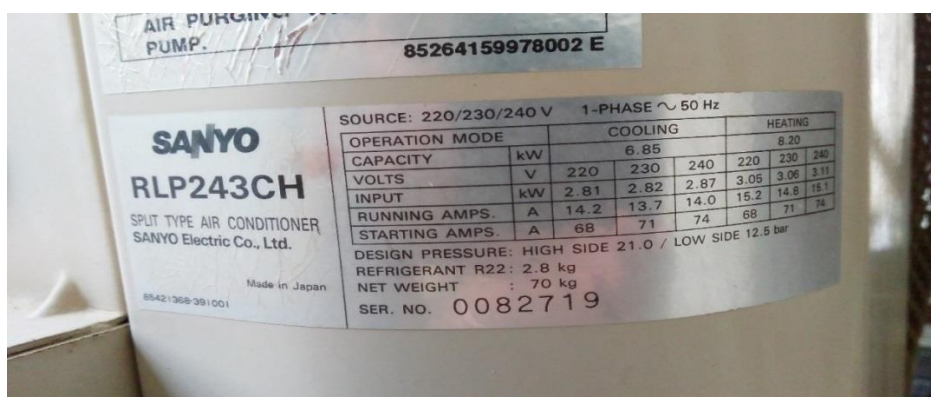 AIR PURGING,
PUMP.
85264159978002 E
SANYO
RLP243CH
SPLIT TYPE AIR CONDITIONER
SANYO Electric Co., Ltd.
Made in Japan
85421368-391001
SOURCE: 220/230/240 V 1-PHASE ~ 50 Hz
OPERATION MODE COOLING HEATING
CAPACITY kW 6.85 8.20
VOLTS V 220 230 240 220 230 240
INPUT kW 2.81 2.82 2.87 3.05 3.06 3.11
RUNNING AMPS. A 14.2 13.7 14.0 15.2 14.8 15.1
STARTING AMPS. A 68 71 74 68 71 74
DESIGN PRESSURE: HIGH SIDE 21.0 / LOW SIDE 12.5 bar
REFRIGERANT R22: 2.8 kg
NET WEIGHT : 70 kg
SER. NO. 0082719